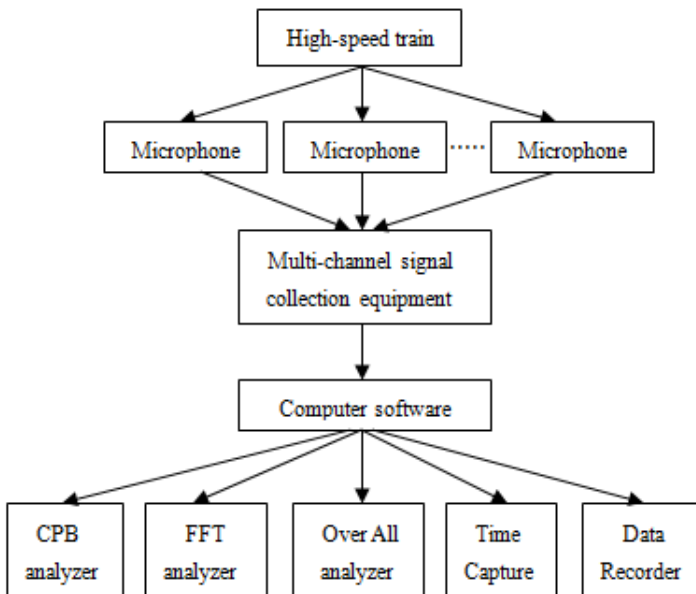 High-speed train
Microphone
Microphone
......
Microphone
Multi-channel signal
collection equipment
Computer software
CPB
analyzer
FFT
analyzer
Over All
analyzer
Time
Capture
Data
Recorder